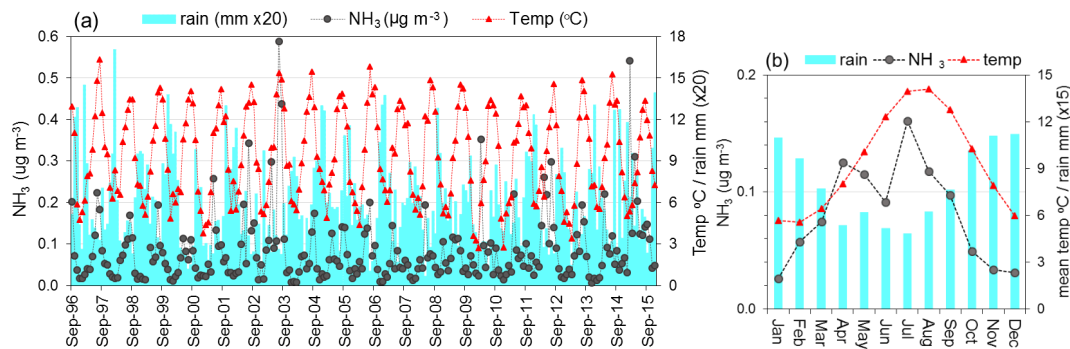 (a) rain (mm x20) NH₃ (µg m⁻³) Temp (°C)
NH₃ (ug m⁻³)
0.6
0.5
0.4
0.3
0.2
0.1
0.0
18
15
12
9
6
3
0
Temp °C / rain mm (x20)
Sep-96
Sep-97
Sep-98
Sep-99
Sep-00
Sep-01
Sep-02
Sep-03
Sep-04
Sep-05
Sep-06
Sep-07
Sep-08
Sep-09
Sep-10
Sep-11
Sep-12
Sep-13
Sep-14
Sep-15
(b) rain NH ₃ temp
NH₃ (ug m⁻³)
0.2
0.1
0.0
15
12
9
6
3
0
mean temp °C / rain mm (x15)
Jan
Feb
Mar
Apr
May
Jun
Jul
Aug
Sep
Oct
Nov
Dec